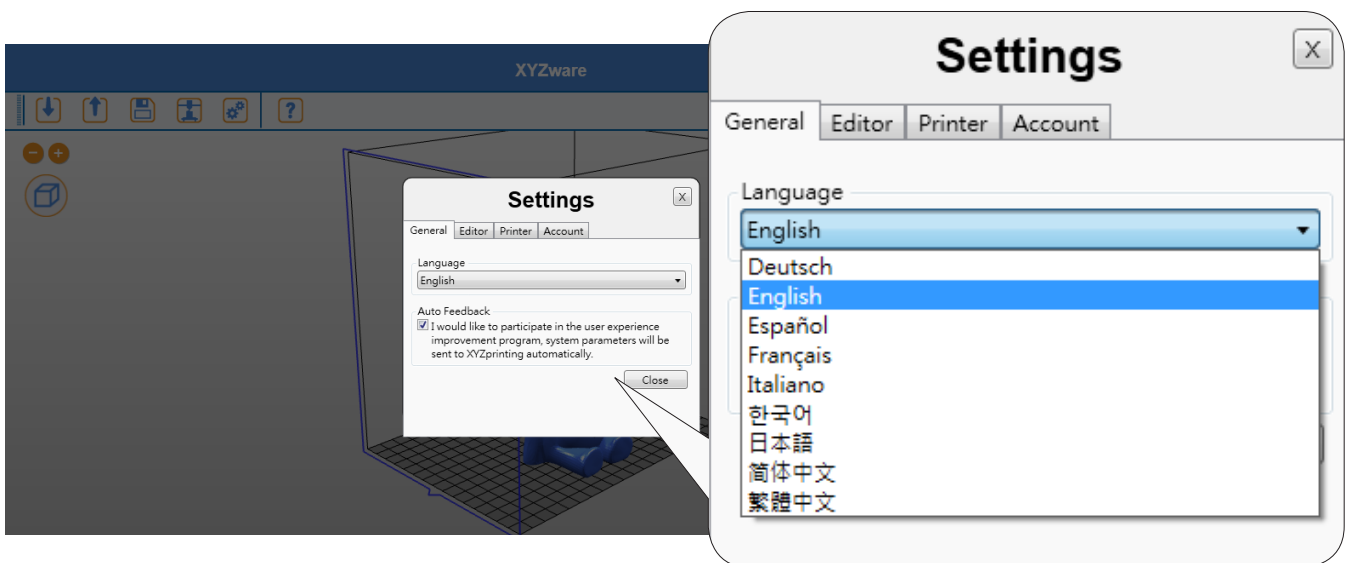 XYZware
?
Settings
X
General Editor Printer Account
Language
English
Auto Feedback
I would like to participate in the user experience
improvement program, system parameters will be
sent to XYZprinting automatically.
Close
Settings
X
General Editor Printer Account
Language
English
Deutsch
English
Español
Français
Italiano
한국어
日本語
简体中文
繁體中文